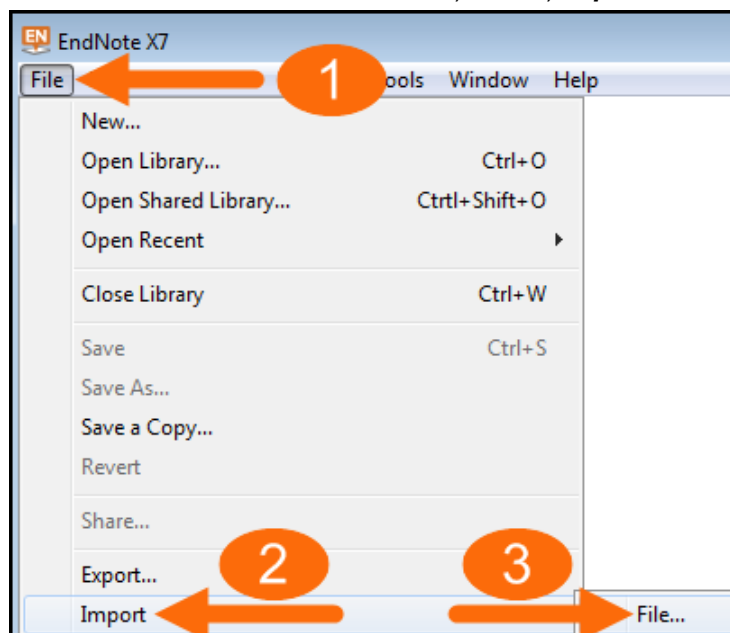 EN EndNote X7
File 1 ools Window Help
New...
Open Library... Ctrl+O
Open Shared Library... Ctrtl+Shift+O
Open Recent
Close Library Ctrl+W
Save Ctrl+S
Save As...
Save a Copy...
Revert
Share...
Export... 2 3
Import File...